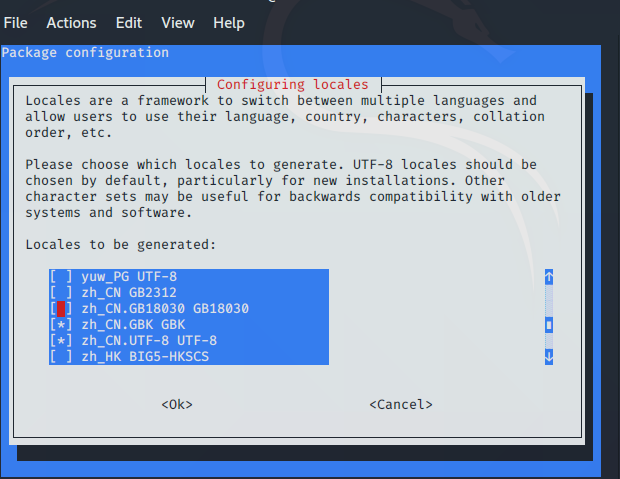 File Actions Edit View Help
Package configuration
Configuring locales
Locales are a framework to switch between multiple languages and
allow users to use their language, country, characters, collation
order, etc.
Please choose which locales to generate. UTF-8 locales should be
chosen by default, particularly for new installations. Other
character sets may be useful for backwards compatibility with older
systems and software.
Locales to be generated:
[ ] yuw_PG UTF-8
[ ] zh_CN GB2312
[ ] zh_CN.GB18030 GB18030
[*] zh_CN.GBK GBK
[*] zh_CN.UTF-8 UTF-8
[ ] zh_HK BIG5-HKSCS
<Ok> <Cancel>